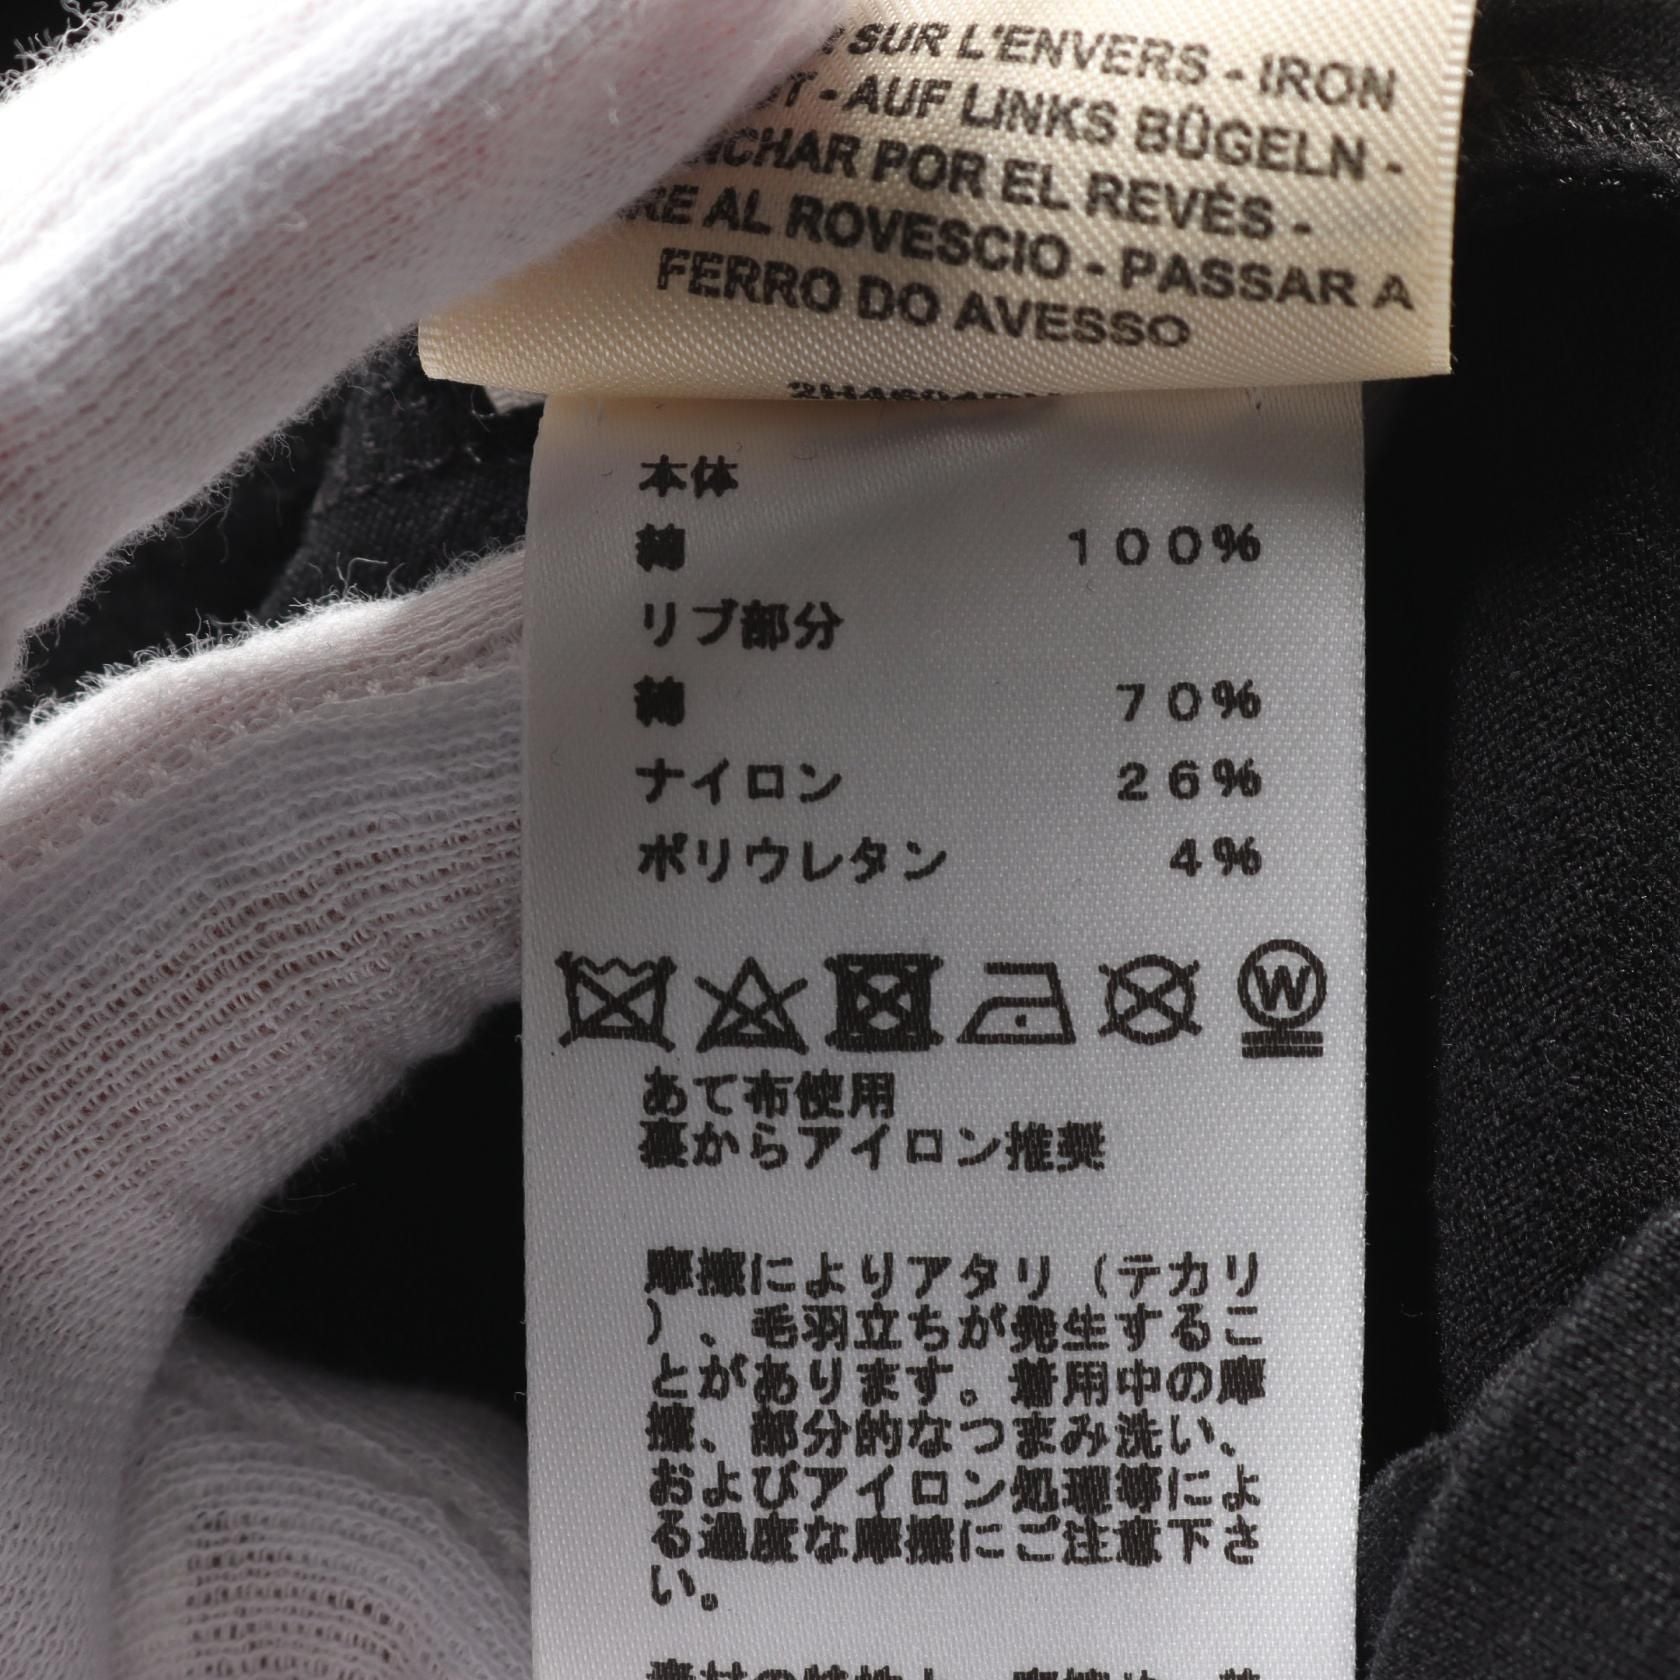 SUR L'ENVERS - IRON
- AUF LINKS BÜGELN -
POR EL REVÉS -
AL ROVESCIO - PASSAR A
FERRO DO AVESSO
本体
綿 100%
リブ部分
綿 70%
ナイロン 26%
ポリウレタン 4%
W
あて布使用
裏からアイロン推奨
摩擦によりアタリ（テカリ
）、毛羽立ちが発生するこ
とがあります。着用中の摩
擦、部分的なつまみ洗い、
およびアイロン処理等によ
る過度な摩擦にご注意下さ
い。